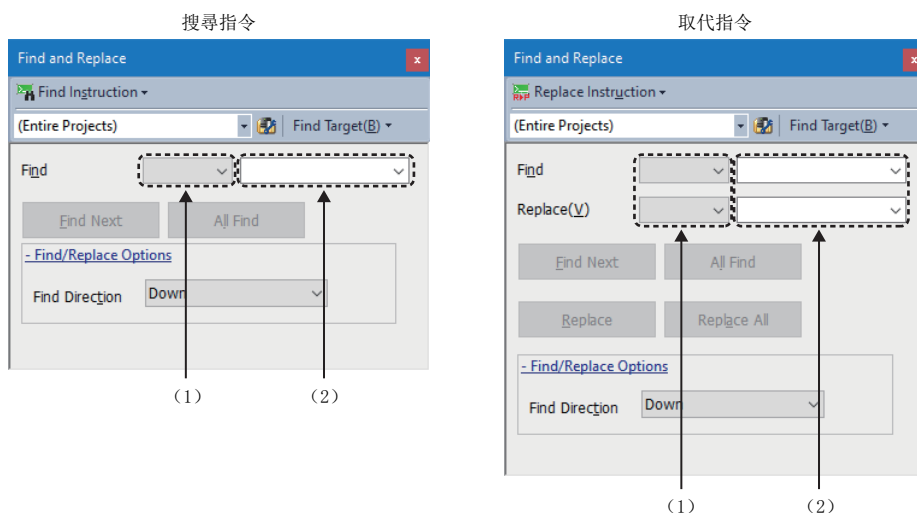 搜尋指令
Find and Replace
x
Find Instruction
(Entire Projects)
Find Target(B)
Find
Find Next
All Find
- Find/Replace Options
Find Direction
Down
(1)
(2)
取代指令
Find and Replace
x
Replace Instruction
(Entire Projects)
Find Target(B)
Find
Replace(V)
Find Next
All Find
Replace
Replace All
- Find/Replace Options
Find Direction
Down
(1)
(2)